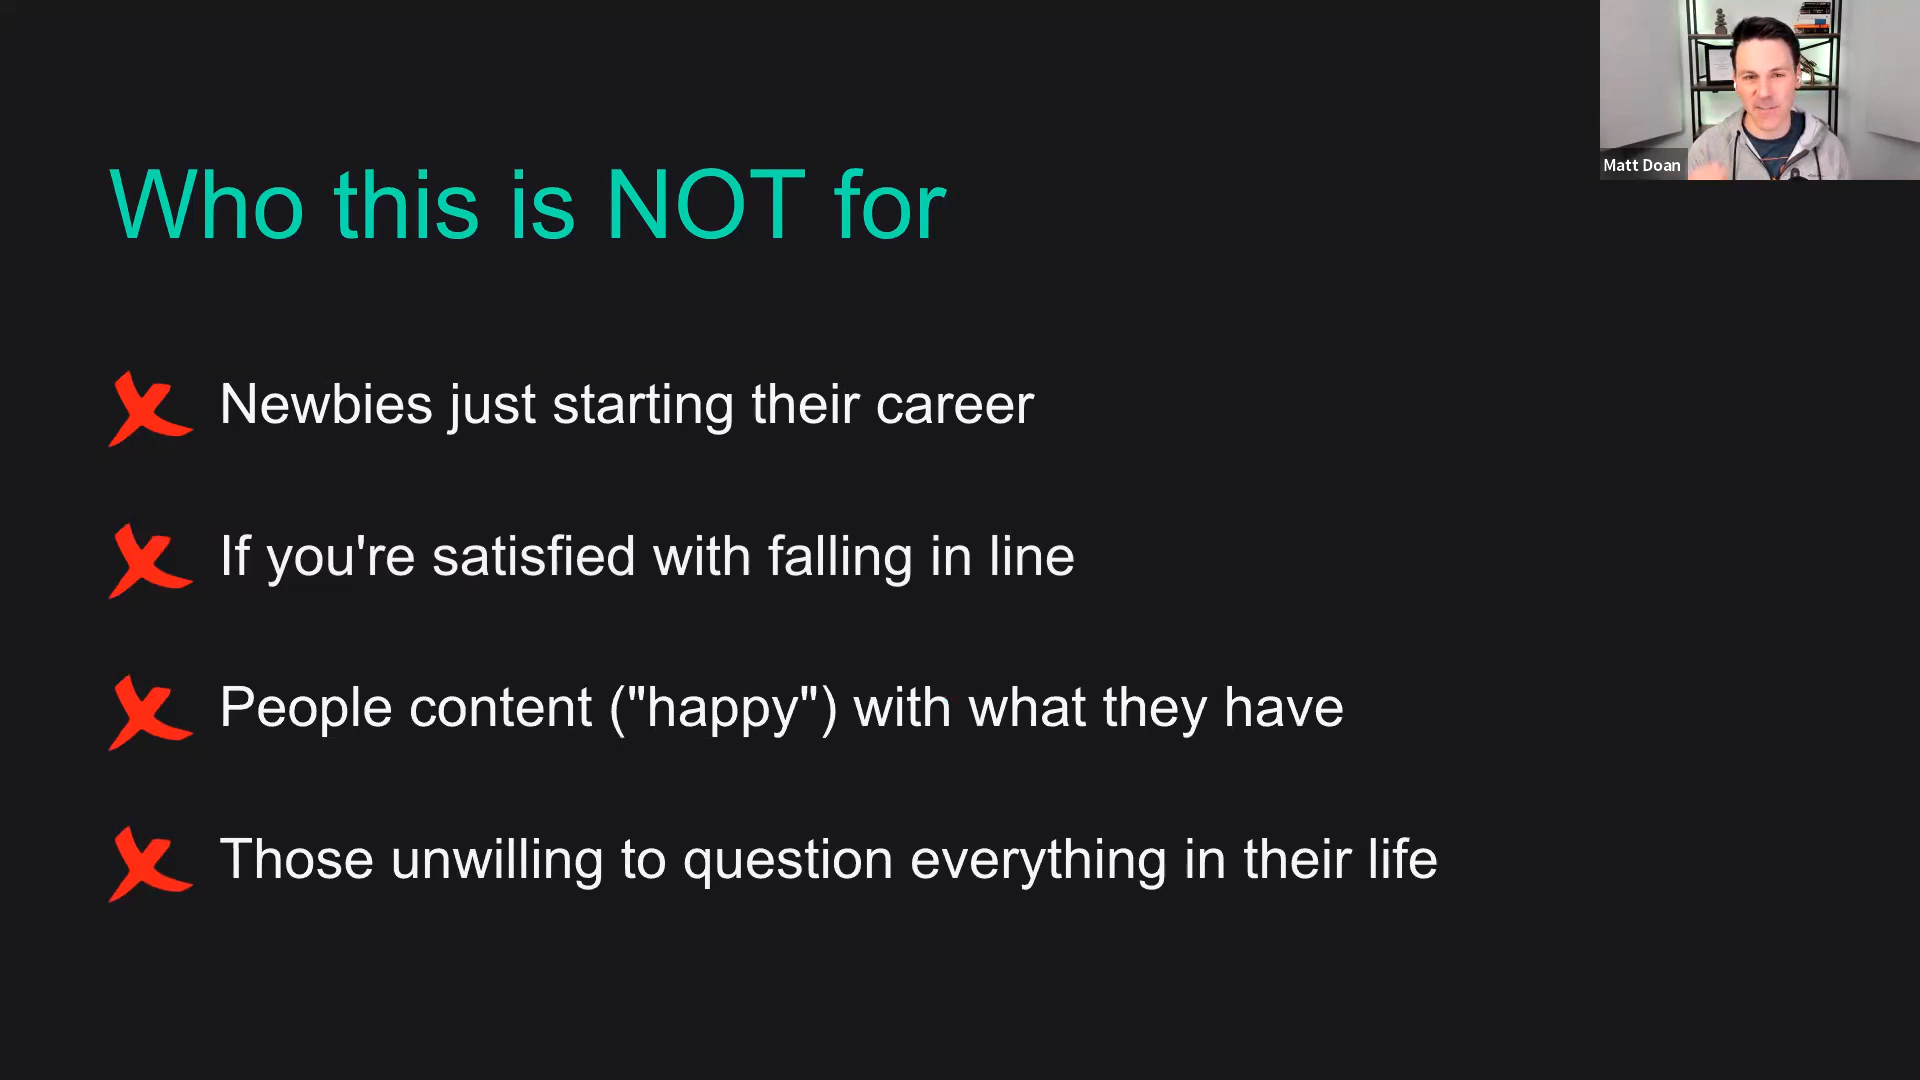 Matt Doan
Who this is NOT for
Newbies just starting their career
If you're satisfied with falling in line
People content ("happy") with what they have
Those unwilling to question everything in their life